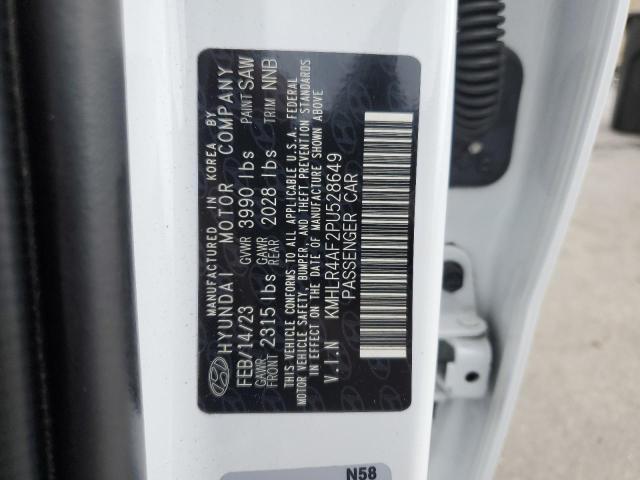 MANUFACTURED IN KOREA BY
HYUNDAI MOTOR COMPANY
FEB/14/23 GVWR 3990 lbs PAINT SAW
GAWR FRONT 2315 lbs GAWR REAR 2028 lbs TRIM NNB
THIS VEHICLE CONFORMS TO ALL APPLICABLE U.S.A. FEDERAL
MOTOR VEHICLE SAFETY, BUMPER, AND THEFT PREVENTION STANDARDS
IN EFFECT ON THE DATE OF MANUFACTURE SHOWN ABOVE
V.I.N KMHLR4AF2PU528649
PASSENGER CAR
N58